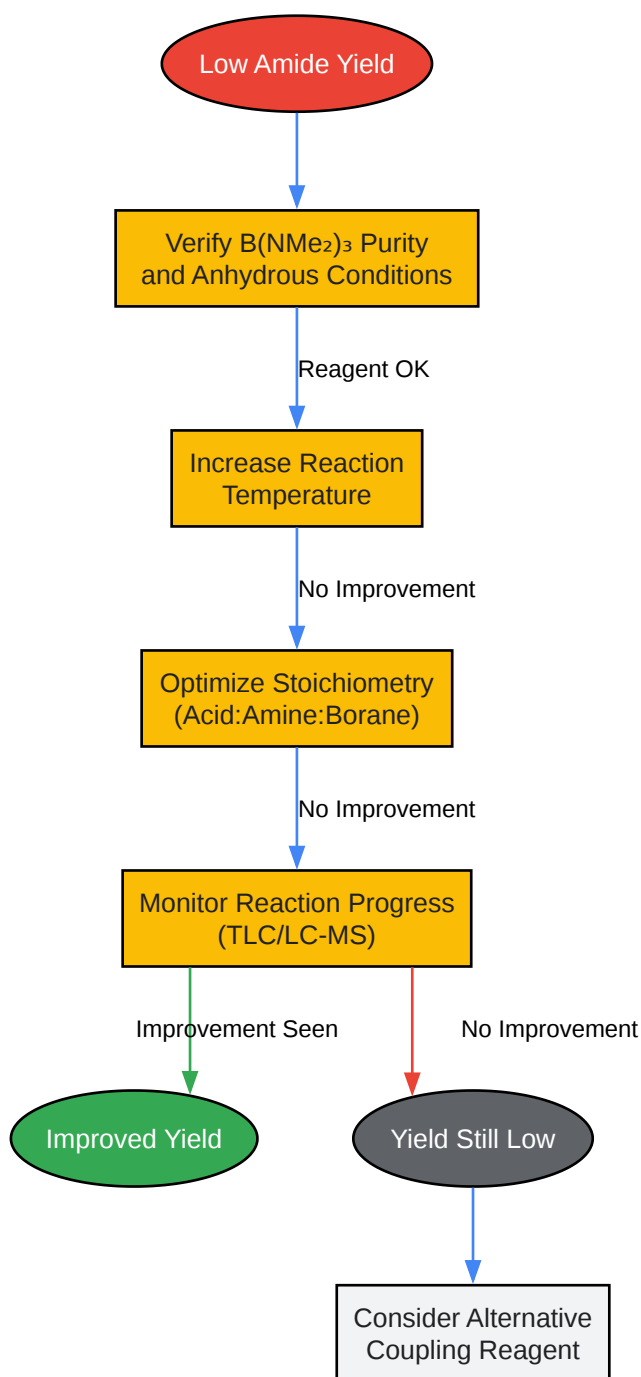 Low Amide Yield
Verify B(NMe₂)₃ Purity
and Anhydrous Conditions
Reagent OK
Increase Reaction
Temperature
No Improvement
Optimize Stoichiometry
(Acid:Amine:Borane)
No Improvement
Monitor Reaction Progress
(TLC/LC-MS)
Improvement Seen
No Improvement
Improved Yield
Yield Still Low
Consider Alternative
Coupling Reagent